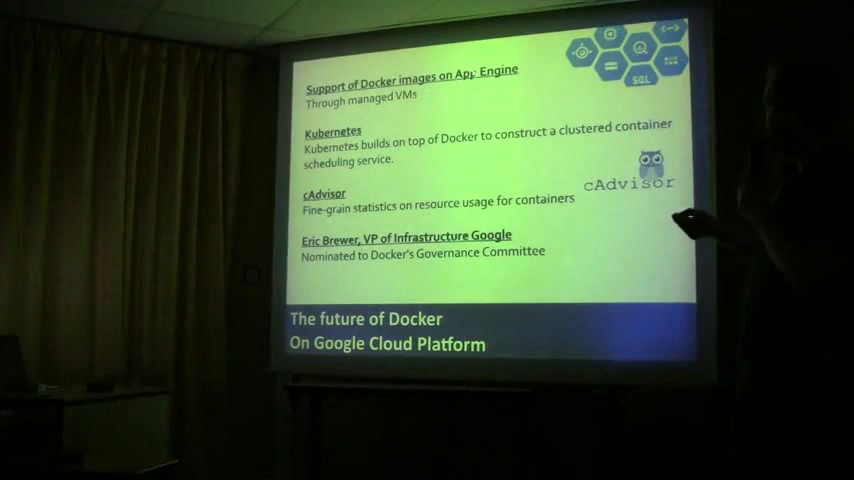 Support of Docker images on App Engine
Through managed VMs
Kubernetes
Kubernetes builds on top of Docker to construct a clustered container
scheduling service.
cAdvisor
Fine-grain statistics on resource usage for containers
Eric Brewer, VP of Infrastructure Google
Nominated to Docker's Governance Committee
SQL
cAdvisor
The future of Docker
On Google Cloud Platform